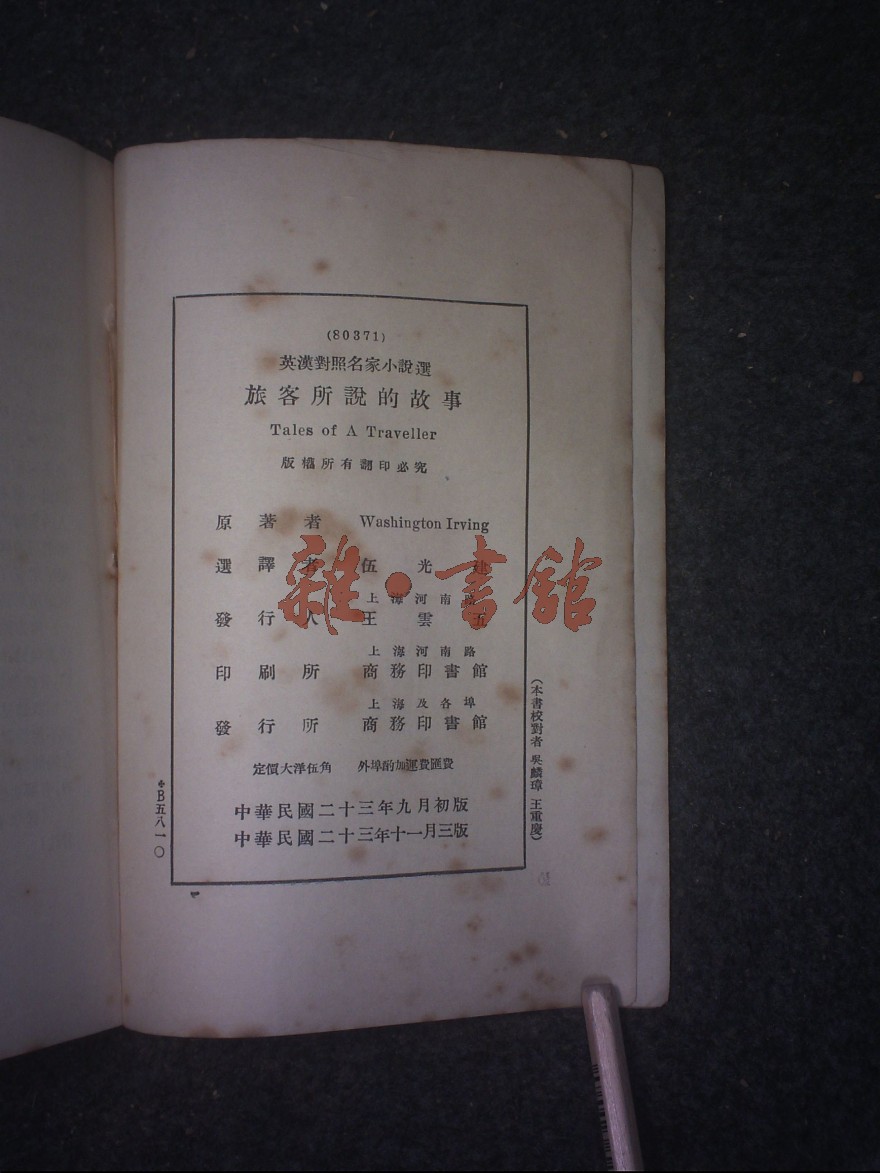 (80371)
英漢對照名家小說選
旅客所說的故事
Tales of A Traveller
版權所有翻印必究
原著者 Washington Irving
選譯者 伍光建
上海河南路
發行人 王雲五
上海河南路
印刷所 商務印書館
上海及各埠
發行所 商務印書館
定價大洋伍角 外埠酌加運費匯費
中華民國二十三年九月初版
中華民國二十三年十一月三版
(本書校對者 吳麟瑋 王重慶)
B五八一〇
雜·書館